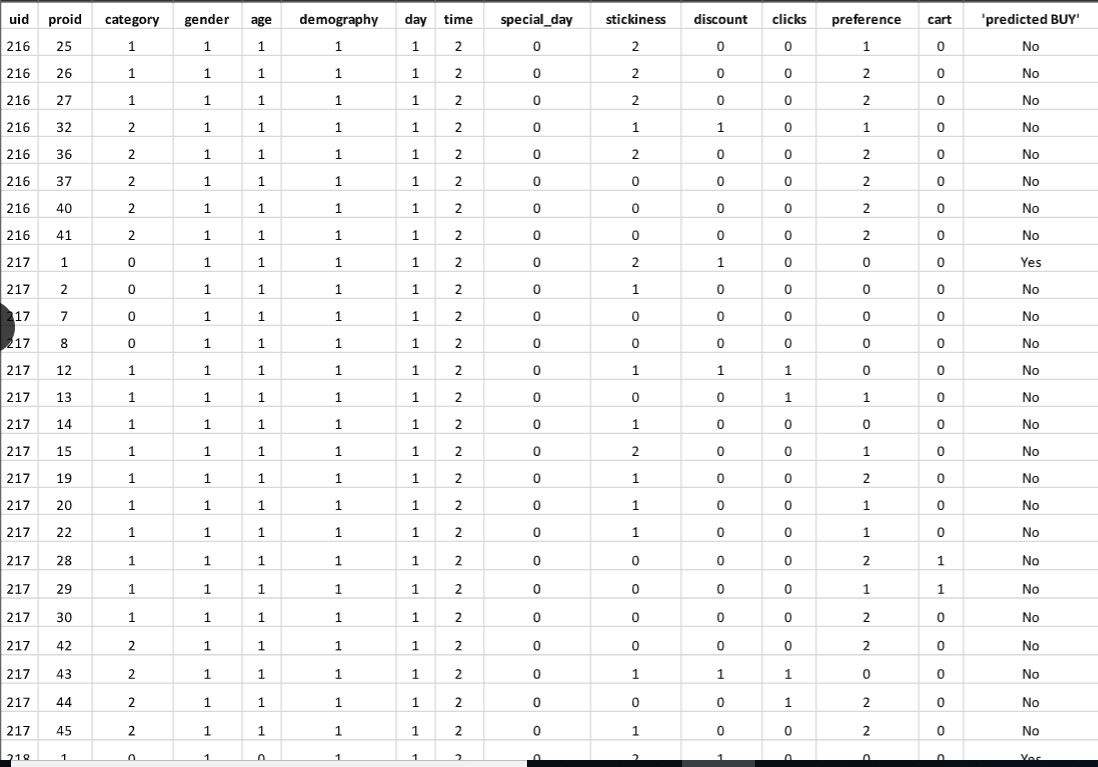 uid proid category gender age demography day time special_day stickiness discount clicks preference cart 'predicted BUY'
216 25 1 1 1 1 1 2 0 2 0 0 1 0 No
216 26 1 1 1 1 1 2 0 2 0 0 2 0 No
216 27 1 1 1 1 1 2 0 2 0 0 2 0 No
216 32 2 1 1 1 1 2 0 1 1 0 1 0 No
216 36 2 1 1 1 1 2 0 2 0 0 2 0 No
216 37 2 1 1 1 1 2 0 0 0 0 2 0 No
216 40 2 1 1 1 1 2 0 0 0 0 2 0 No
216 41 2 1 1 1 1 2 0 0 0 0 2 0 No
217 1 0 1 1 1 1 2 0 2 1 0 0 0 Yes
217 2 0 1 1 1 1 2 0 1 0 0 0 0 No
217 7 0 1 1 1 1 2 0 0 0 0 0 0 No
217 8 0 1 1 1 1 2 0 0 0 0 0 0 No
217 12 1 1 1 1 1 2 0 1 1 1 0 0 No
217 13 1 1 1 1 1 2 0 0 0 1 1 0 No
217 14 1 1 1 1 1 2 0 1 0 0 0 0 No
217 15 1 1 1 1 1 2 0 2 0 0 1 0 No
217 19 1 1 1 1 1 2 0 1 0 0 2 0 No
217 20 1 1 1 1 1 2 0 1 0 0 1 0 No
217 22 1 1 1 1 1 2 0 1 0 0 1 0 No
217 28 1 1 1 1 1 2 0 0 0 0 2 1 No
217 29 1 1 1 1 1 2 0 0 0 0 1 1 No
217 30 1 1 1 1 1 2 0 0 0 0 2 0 No
217 42 2 1 1 1 1 2 0 0 0 0 2 0 No
217 43 2 1 1 1 1 2 0 1 1 1 0 0 No
217 44 2 1 1 1 1 2 0 0 0 1 2 0 No
217 45 2 1 1 1 1 2 0 1 0 0 2 0 No
218 1 0 1 0 1 1 2 0 2 1 0 0 0 Yes